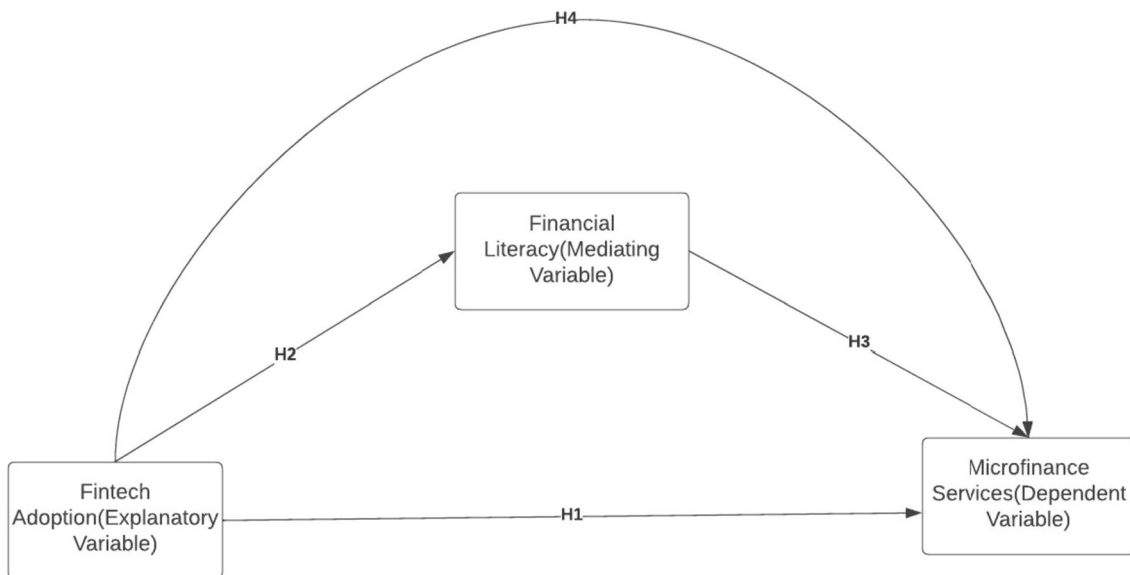 H4
Financial
Literacy(Mediating
Variable)
H2
H3
Fintech
Adoption(Explanatory
Variable)
H1
Microfinance
Services(Dependent
Variable)